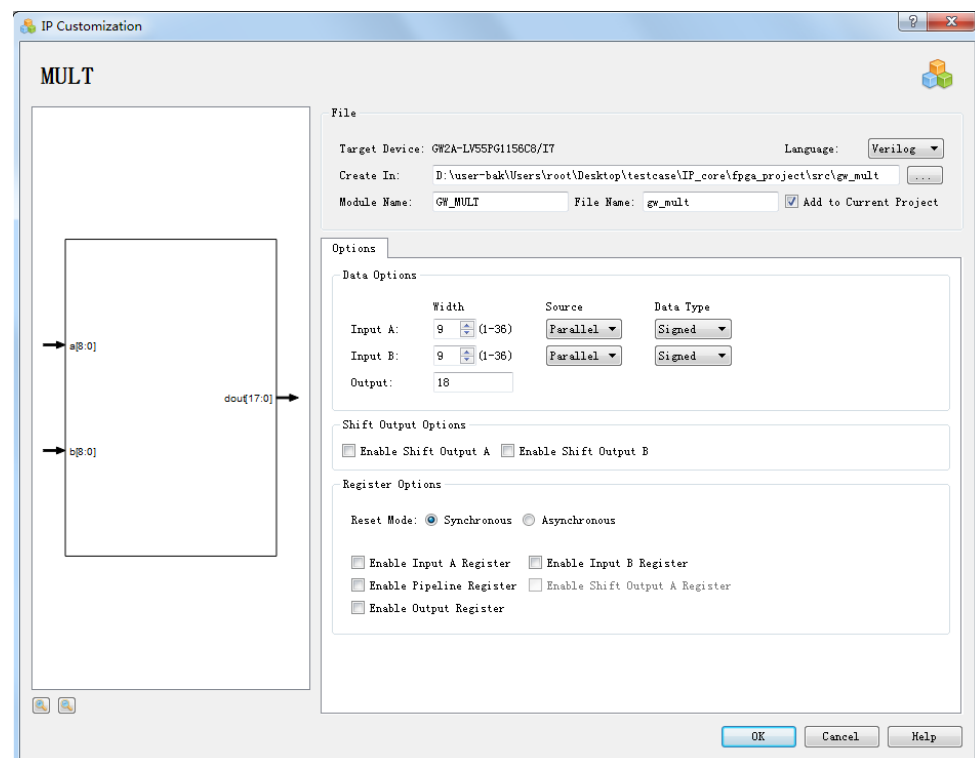 IP Customization
MULT
File
Target Device: GW2A-LV55PG1156C8/I7 Language: Verilog
Create In: D:\user-bak\Users\root\Desktop\testcase\IP_core\fpga_project\src\gw_mult ...
Module Name: GW_MULT File Name: gw_mult Add to Current Project
Options
Data Options
Width Source Data Type
Input A: 9 (1-36) Parallel Signed
Input B: 9 (1-36) Parallel Signed
Output: 18
a[8:0]
dout[17:0]
b[8:0]
Shift Output Options
Enable Shift Output A Enable Shift Output B
Register Options
Reset Mode: Synchronous Asynchronous
Enable Input A Register Enable Input B Register
Enable Pipeline Register Enable Shift Output A Register
Enable Output Register
OK Cancel Help